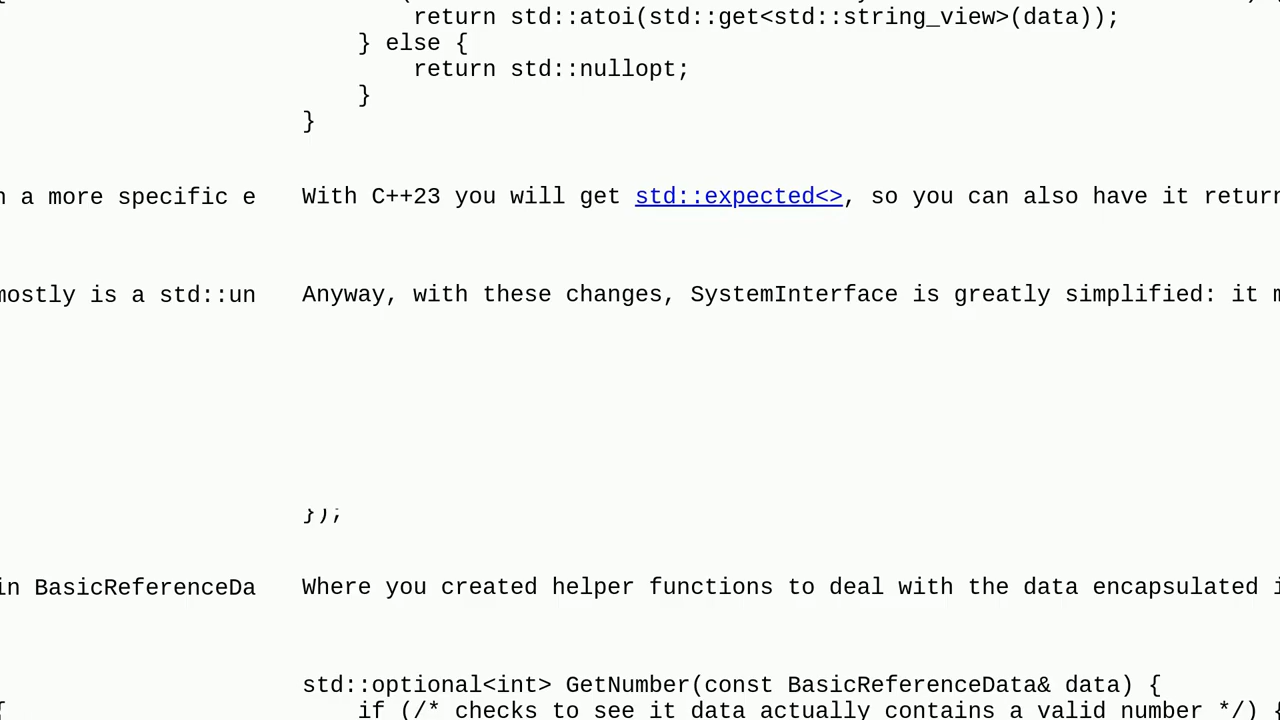 return std::atoi(std::get<std::string_view>(data));
} else {
return std::nullopt;
}
}
a more specific e With C++23 you will get std::expected<>, so you can also have it return
mostly is a std::un Anyway, with these changes, SystemInterface is greatly simplified: it m
});
in BasicReferenceDa Where you created helper functions to deal with the data encapsulated i
std::optional<int> GetNumber(const BasicReferenceData& data) {
{ if (/* checks to see it data actually contains a valid number */) {